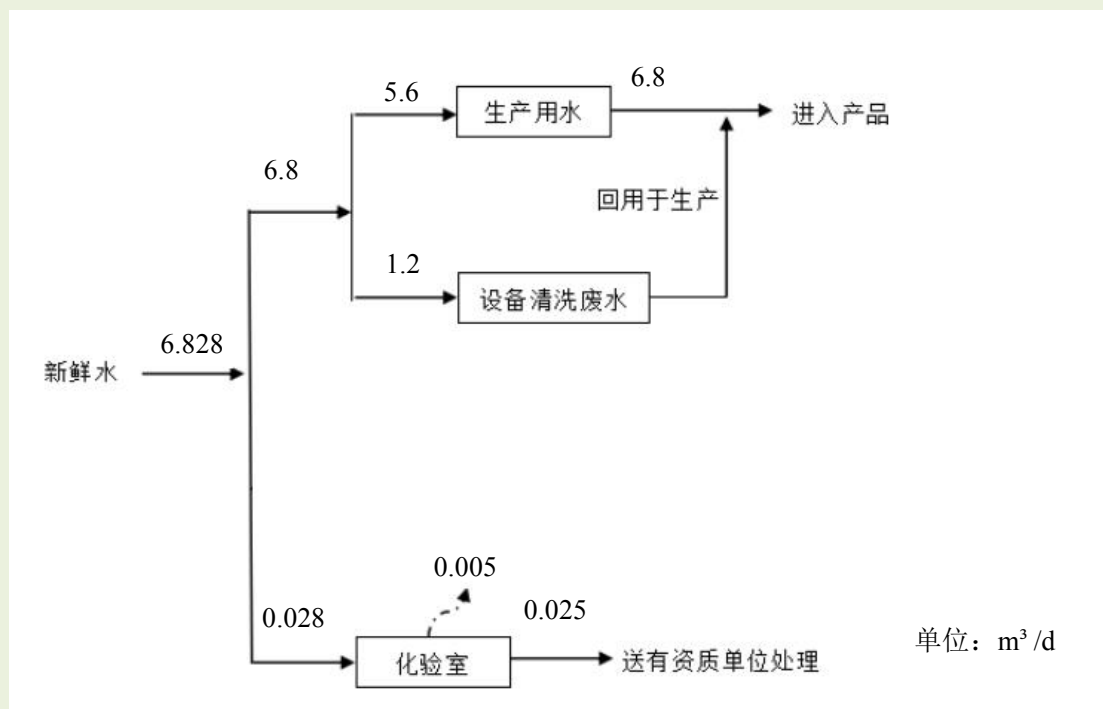 5.6
生产用水
6.8
进入产品
6.8
回用于生产
1.2
设备清洗废水
6.828
新鲜水
0.005
0.028
化验室
0.025
送有资质单位处理
单位：m³/d